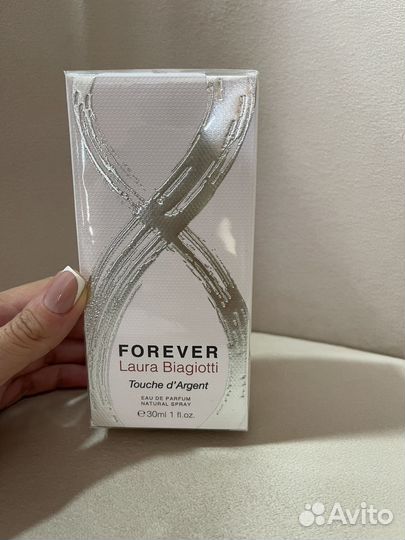 FOREVER
Laura Biagiotti
Touche d'Argent
EAU DE PARFUM
NATURAL SPRAY
℮30ml 1 fl.oz.
Avito